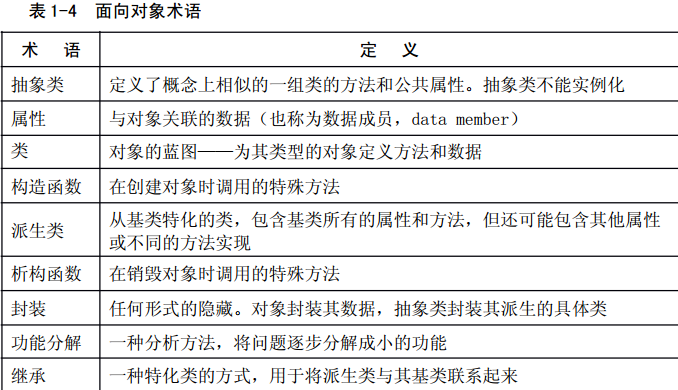 表1-4 面向对象术语
术 语 定 义
抽象类 定义了概念上相似的一组类的方法和公共属性。抽象类不能实例化
属性 与对象关联的数据（也称为数据成员，data member）
类 对象的蓝图——为其类型的对象定义方法和数据
构造函数 在创建对象时调用的特殊方法
派生类 从基类特化的类，包含基类所有的属性和方法，但还可能包含其他属性
或不同的方法实现
析构函数 在销毁对象时调用的特殊方法
封装 任何形式的隐藏。对象封装其数据，抽象类封装其派生的具体类
功能分解 一种分析方法，将问题逐步分解成小的功能
继承 一种特化类的方式，用于将派生类与其基类联系起来